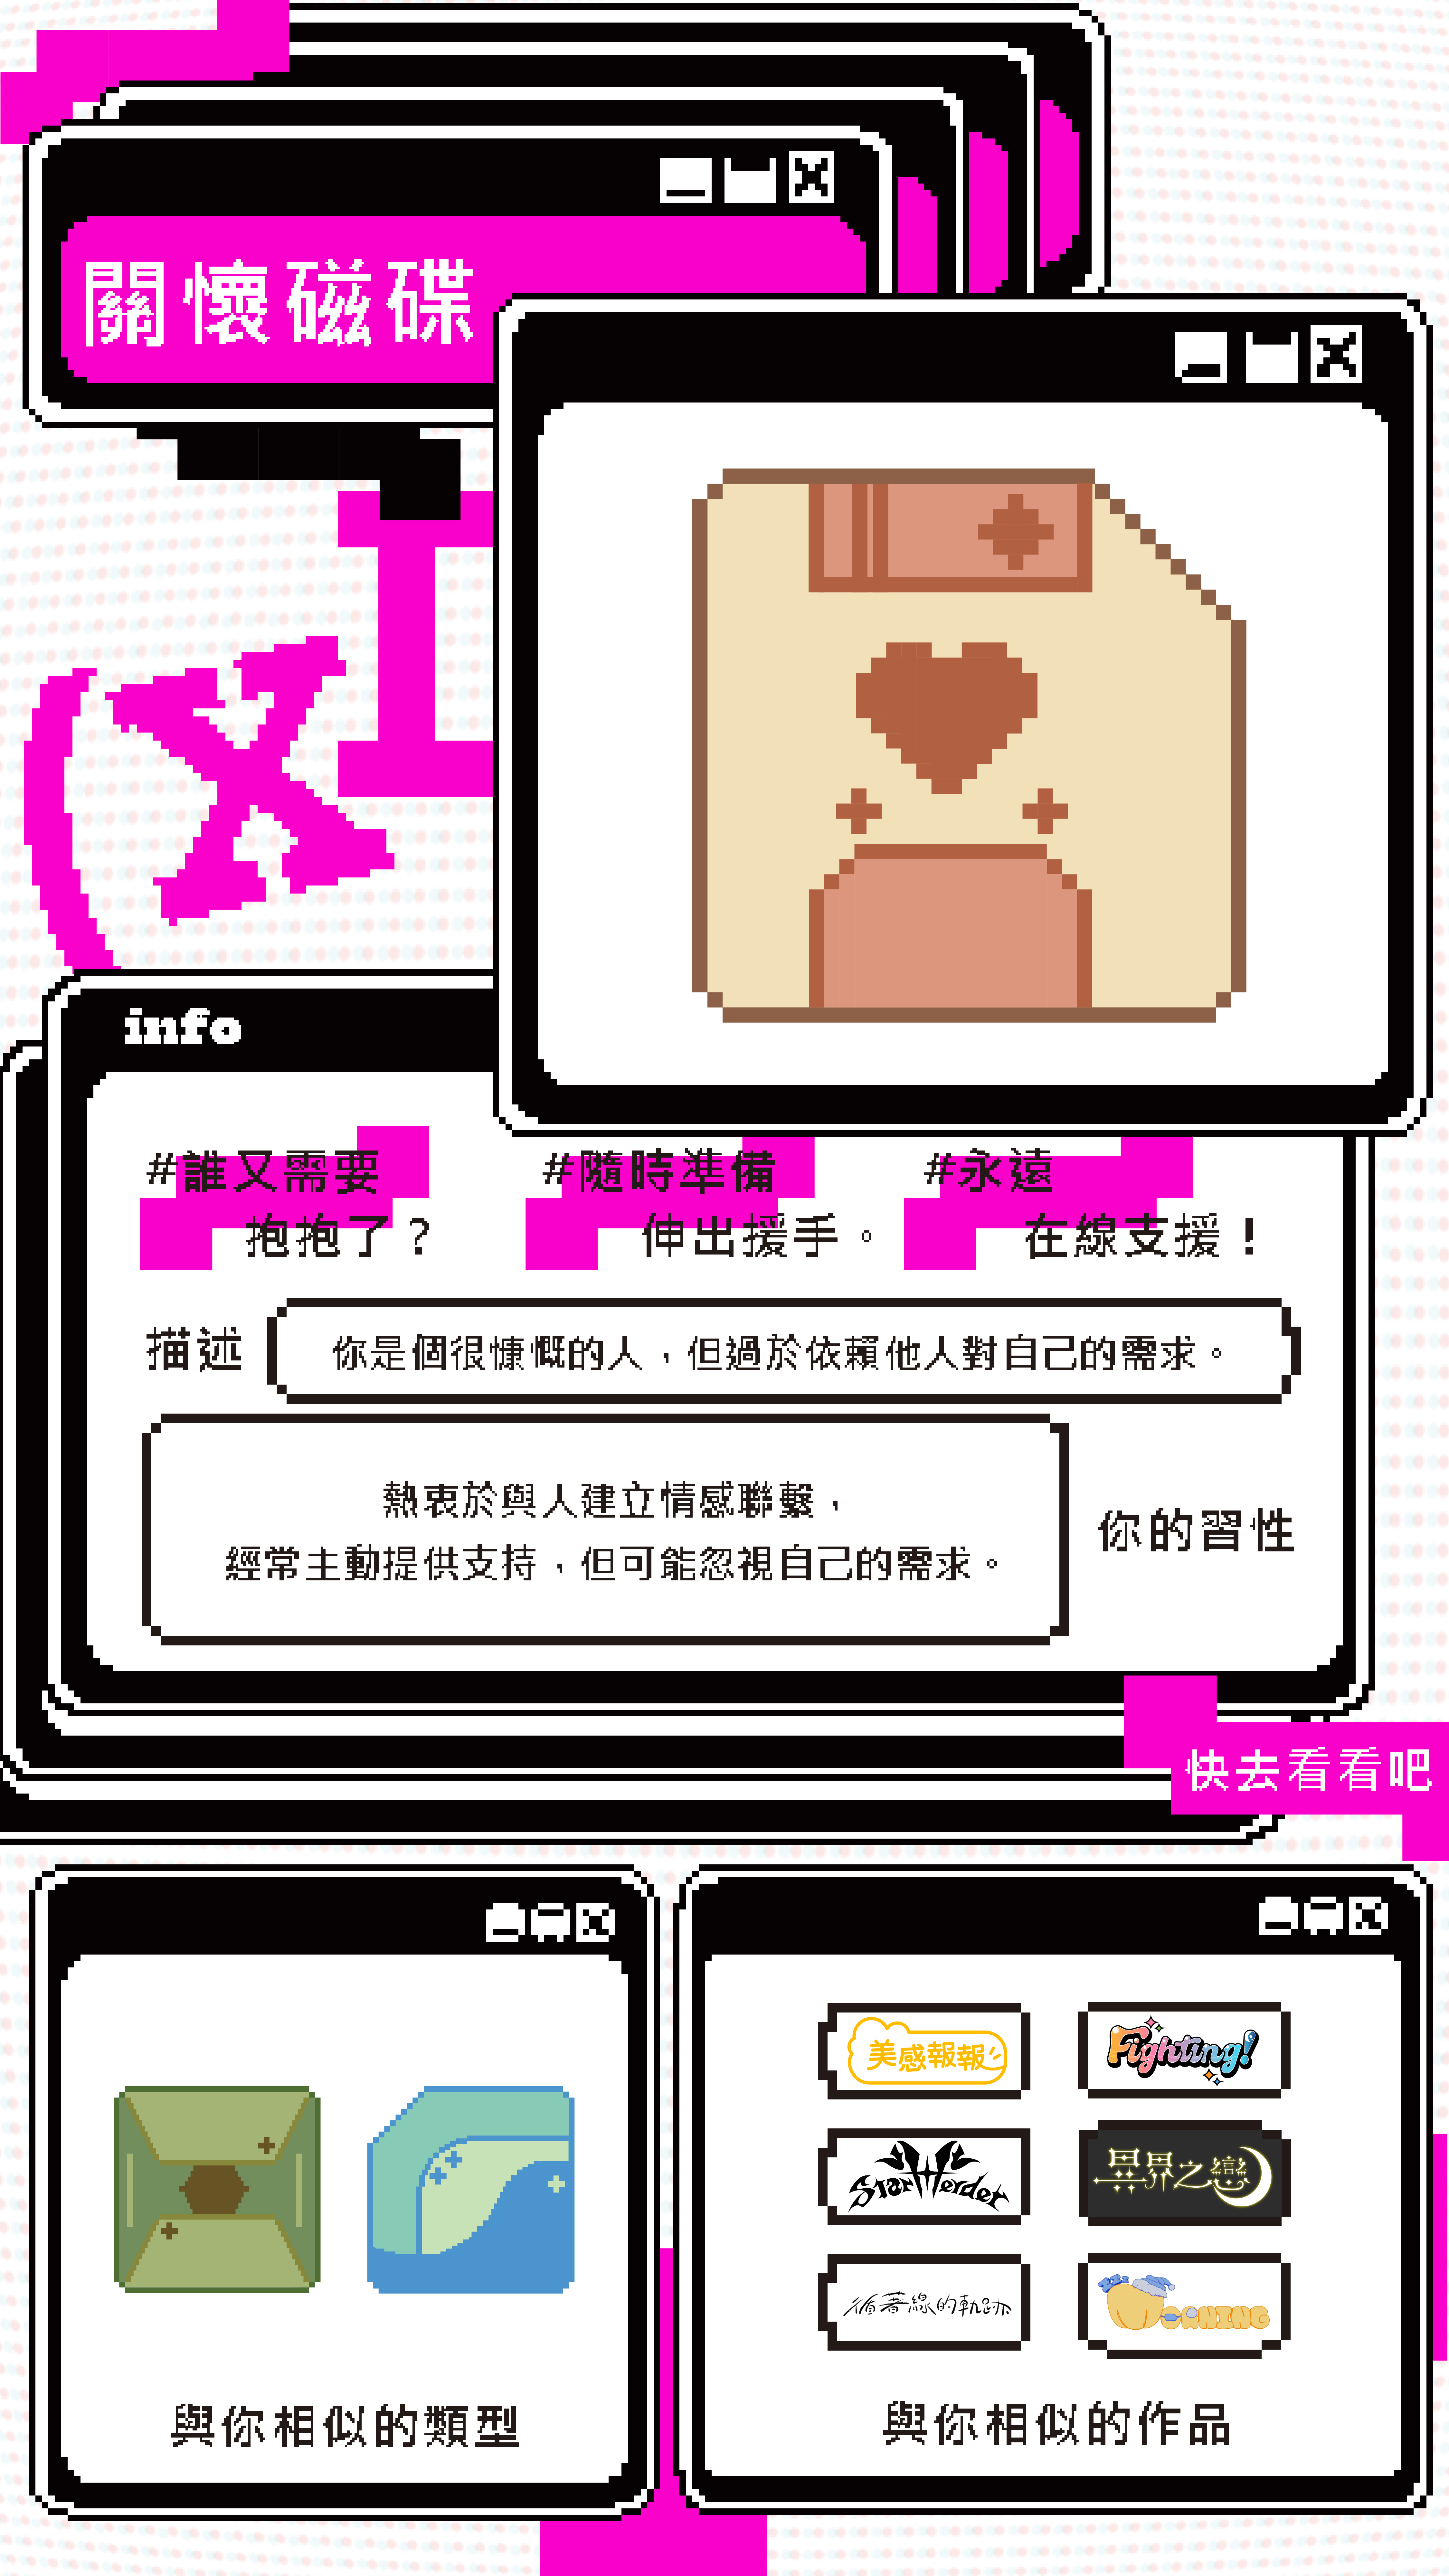 關懷磁碟
(x
I
info
#誰又需要
抱抱了？
#隨時準備
伸出援手。
#永遠
在線支援！
描述
你是個很慷慨的人，但過於依賴他人對自己的需求。
熱衷於與人建立情感聯繫，
經常主動提供支持，但可能忽視自己的需求。
你的習性
快去看看吧
美感報報
Fighting!
StarHerder
異界之戀
循著線的軌跡
與你相似的類型
與你相似的作品